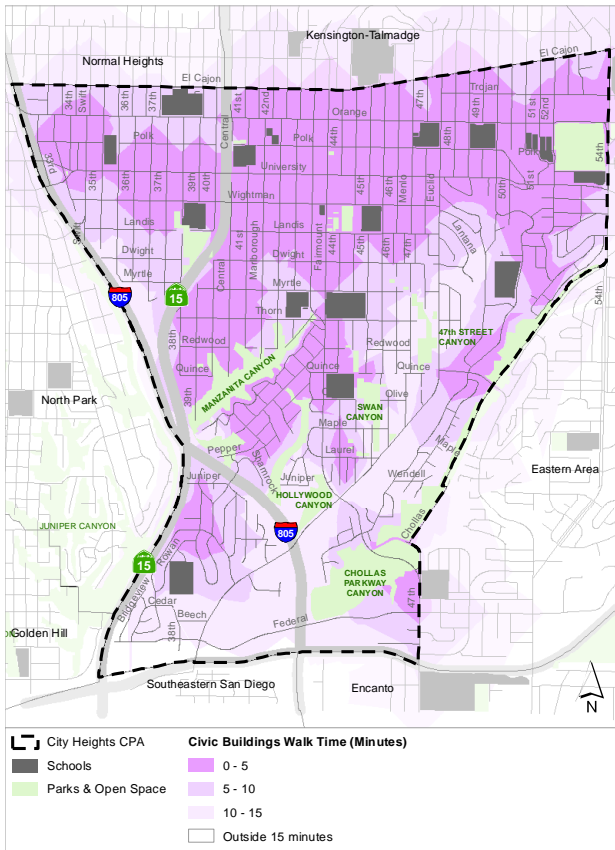 Kensington-Talmadge
Normal Heights
El Cajon
El Cajon
34th
Swift
36th
37th
41st
42nd
47th
Trojan
49th
51st
52nd
Orange
Central
Polk
Polk
44th
48th
Polk
54th
University
33rd
35th
36th
37th
39th
40th
Wightman
45th
46th
Menlo
Euclid
50th
51st
Landis
Landis
Swift
Dwight
41st
Marlborough
Dwight
Fairmount
44th
45th
46th
47th
Lantana
Myrtle
Central
Myrtle
54th
805
15
Thorn
38th
Redwood
Redwood
47th STREET
CANYON
Quince
Quince
Quince
MANZANITA CANYON
39th
North Park
Olive
SWAN
CANYON
Maple
Maple
Pepper
Laurel
Shamrock
Juniper
Juniper
Wendell
Eastern Area
HOLLYWOOD
CANYON
JUNIPER CANYON
Chollas
805
15
Rowan
CHOLLAS
PARKWAY
CANYON
47th
Bridgeview
Cedar
Beech
Federal
38th
Golden Hill
Southeastern San Diego
Encanto
N
City Heights CPA
Schools
Parks & Open Space
Civic Buildings Walk Time (Minutes)
0 - 5
5 - 10
10 - 15
Outside 15 minutes